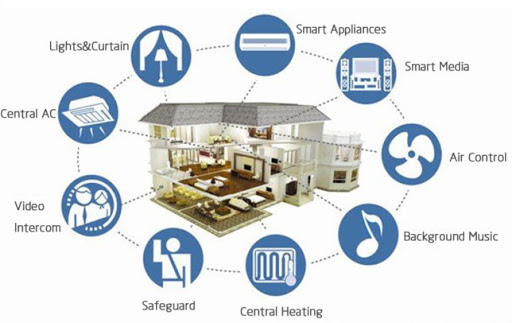 Lights&Curtain
Smart Appliances
Smart Media
Central AC
Air Control
Video
Intercom
Background Music
Safeguard
Central Heating